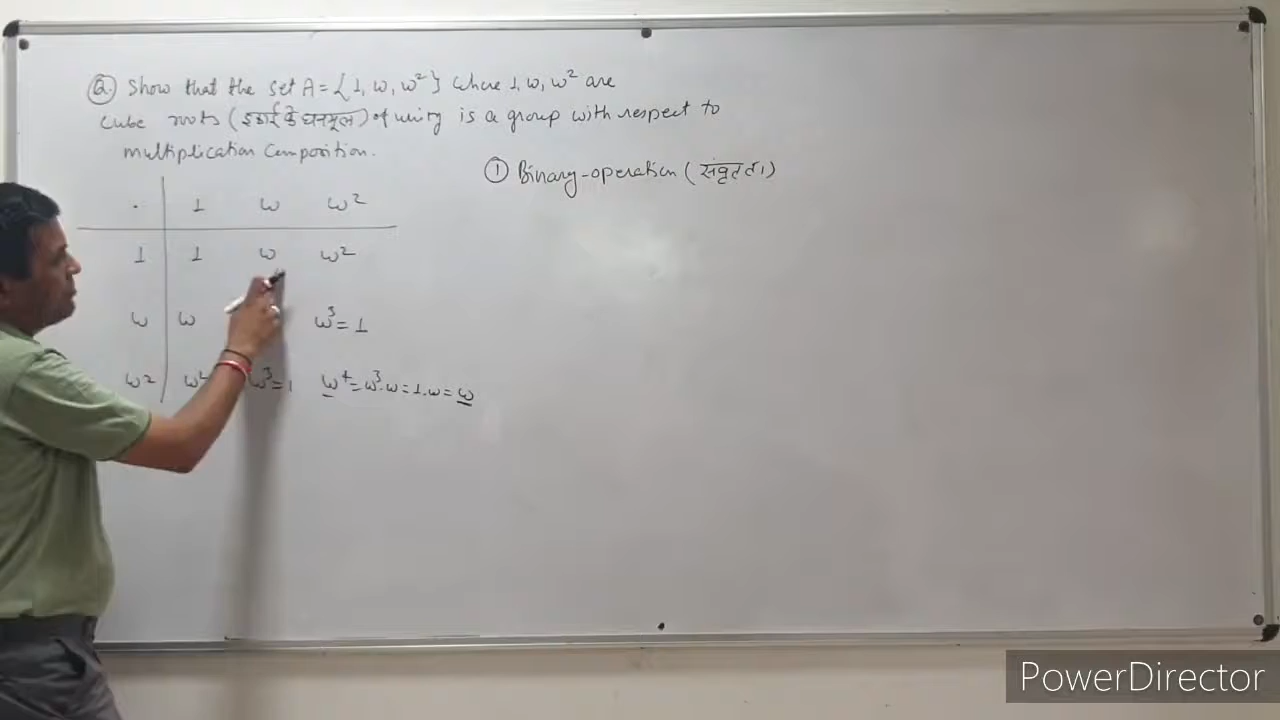 Q. Show that the set A = {1, ω, ω²} where 1, ω, ω² are
cube roots (इकाई के घनमूल) of unity is a group with respect to
multiplication composition.
① Binary-operation (संवृतता)
. 1 ω ω²
1 1 ω ω²
ω ω ω³ = 1
ω² ω² ω³ = 1 ω⁴ = ω³.ω = 1.ω = ω
PowerDirector